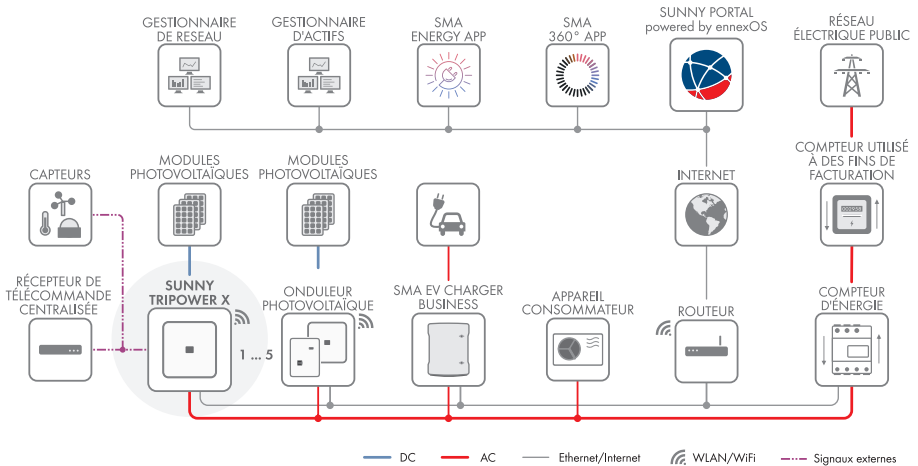 GESTIONNAIRE
DE RESEAU
GESTIONNAIRE
D'ACTIFS
SMA
ENERGY APP
SMA
360° APP
SUNNY PORTAL
powered by ennexOS
RÉSEAU
ÉLECTRIQUE PUBLIC
CAPTEURS
MODULES
PHOTOVOLTAÏQUES
MODULES
PHOTOVOLTAÏQUES
INTERNET
COMPTEUR UTILISÉ
À DES FINS DE
FACTURATION
RÉCEPTEUR DE
TÉLÉCOMMANDE
CENTRALISÉE
SUNNY
TRIPOWER X
1 ... 5
ONDULEUR
PHOTOVOLTAÏQUE
SMA EV CHARGER
BUSINESS
APPAREIL
CONSOMMATEUR
ROUTEUR
COMPTEUR
D'ÉNERGIE
DC
AC
Ethernet/Internet
WLAN/WiFi
Signaux externes